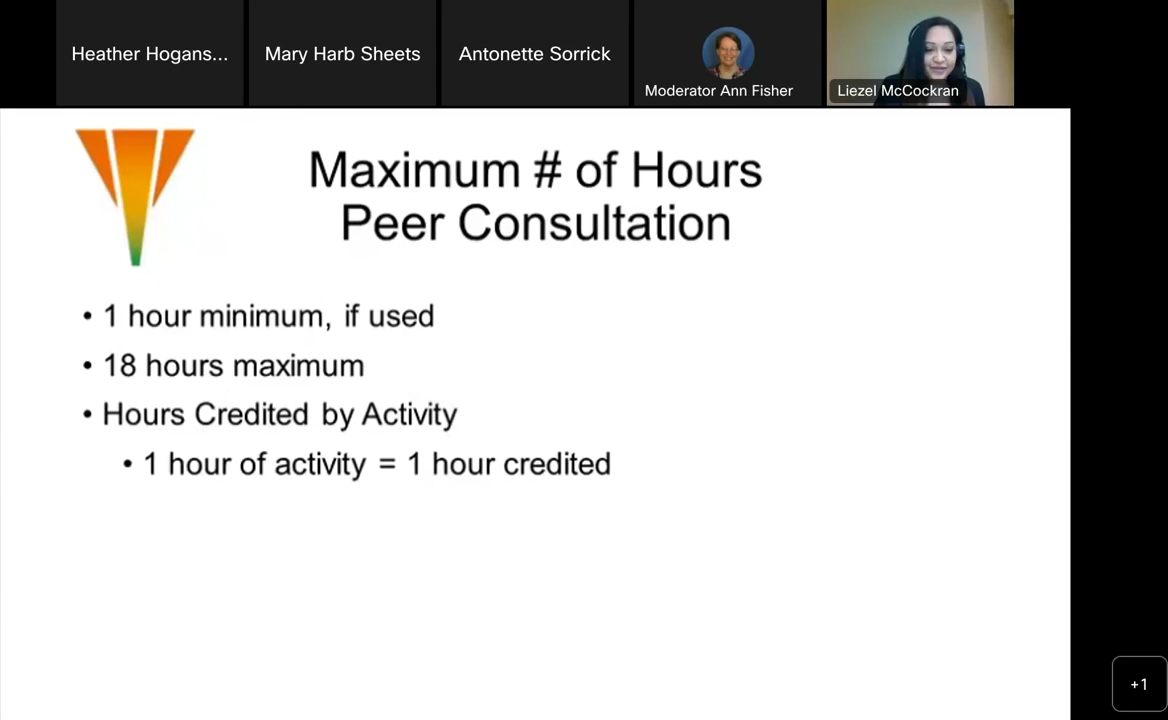 Heather Hogans...
Mary Harb Sheets
Antonette Sorrick
Moderator Ann Fisher
Liezel McCockran
Maximum # of Hours
Peer Consultation
• 1 hour minimum, if used
• 18 hours maximum
• Hours Credited by Activity
• 1 hour of activity = 1 hour credited
+1